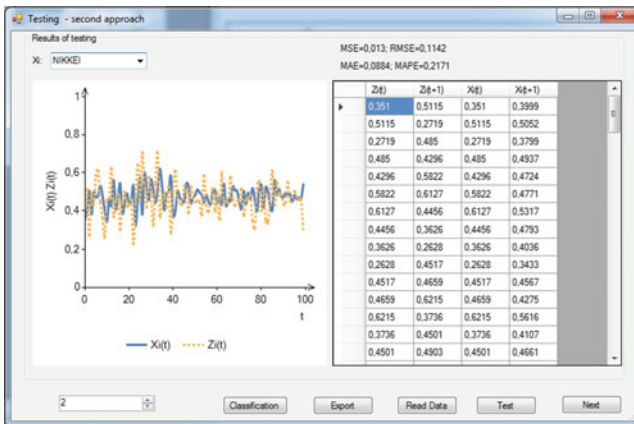 Testing - second approach
Results of testing
Xi: NIKKEI
MSE=0,013; RMSE=0,1142
MAE=0,0884; MAPE=0,2171
Xi(t) Zi(t)
1
0,8
0,6
0,4
0,2
0
0 20 40 60 80 100
t
Xi(t) Zi(t)
Zi(t) Zi(t+1) Xi(t) Xi(t+1)
0,351 0,5115 0,351 0,3999
0,5115 0,2719 0,5115 0,5052
0,2719 0,485 0,2719 0,3799
0,485 0,4296 0,485 0,4937
0,4296 0,5822 0,4296 0,4724
0,5822 0,6127 0,5822 0,4771
0,6127 0,4456 0,6127 0,5317
0,4456 0,3626 0,4456 0,4793
0,3626 0,2628 0,3626 0,4036
0,2628 0,4517 0,2628 0,3433
0,4517 0,4659 0,4517 0,4567
0,4659 0,6215 0,4659 0,4275
0,6215 0,3736 0,6215 0,5616
0,3736 0,4501 0,3736 0,4107
0,4501 0,4903 0,4501 0,4661
2
Classification Export Read Data Test Next